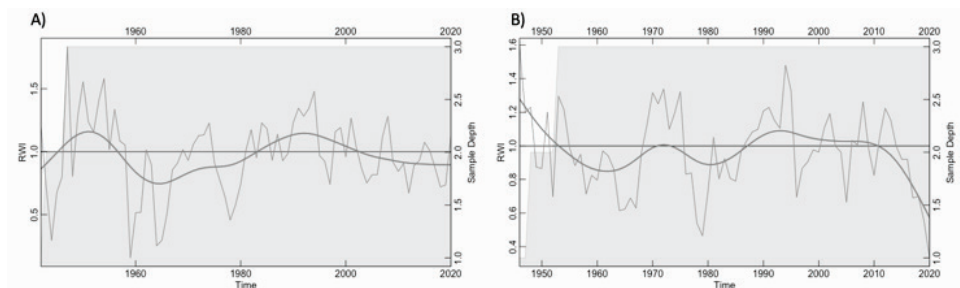 A)
B)
1960 1980 2000 2020
1950 1960 1970 1980 1990 2000 2010 2020
RWI
0.5 1.0 1.5
Sample Depth
1.0 1.5 2.0 2.5 3.0
RWI
0.4 0.6 0.8 1.0 1.2 1.4 1.6
Sample Depth
1.0 1.5 2.0 2.5 3.0
1960 1980 2000 2020
1950 1960 1970 1980 1990 2000 2010 2020
Time
Time